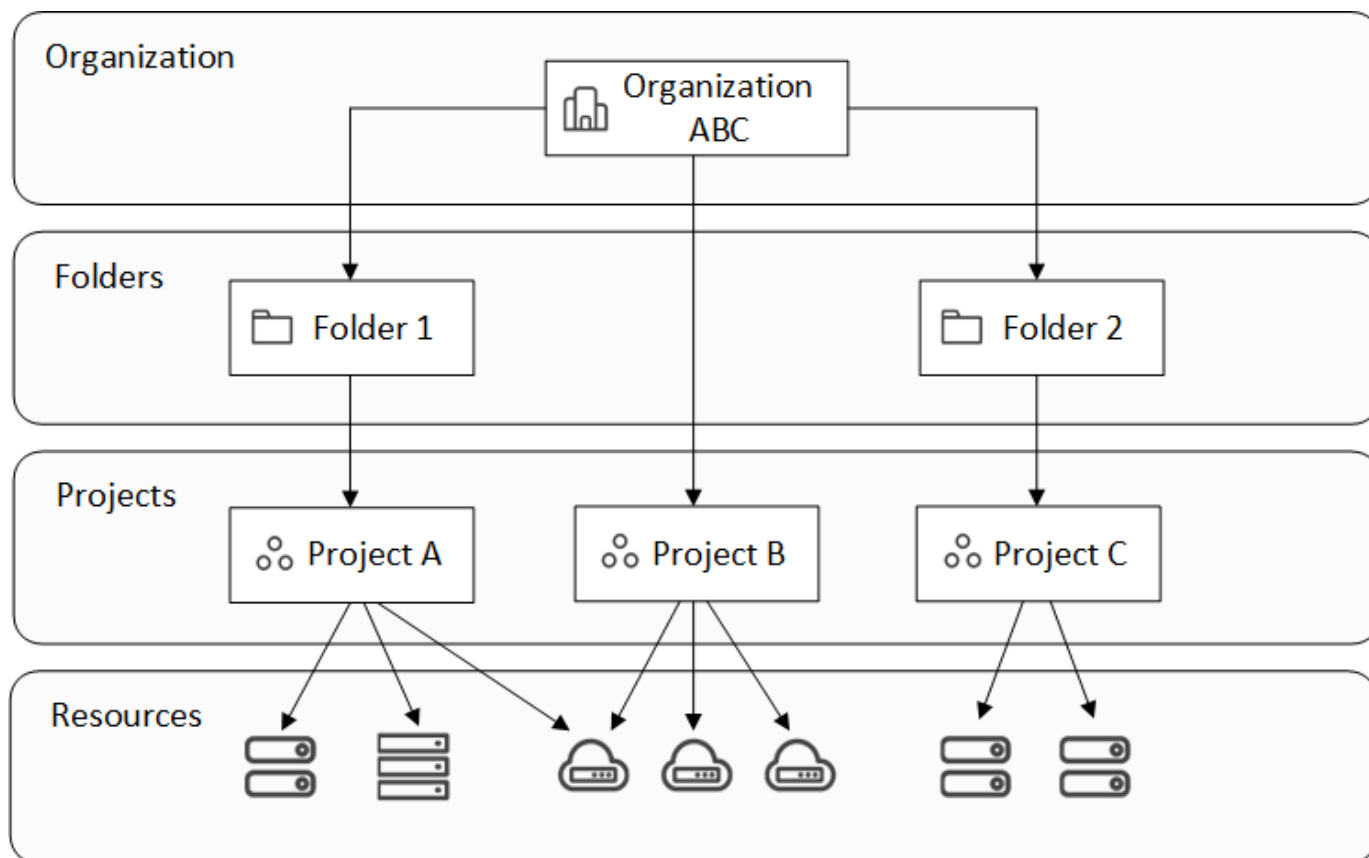 Organization
Organization
ABC
Folders
Folder 1
Folder 2
Projects
Project A
Project B
Project C
Resources